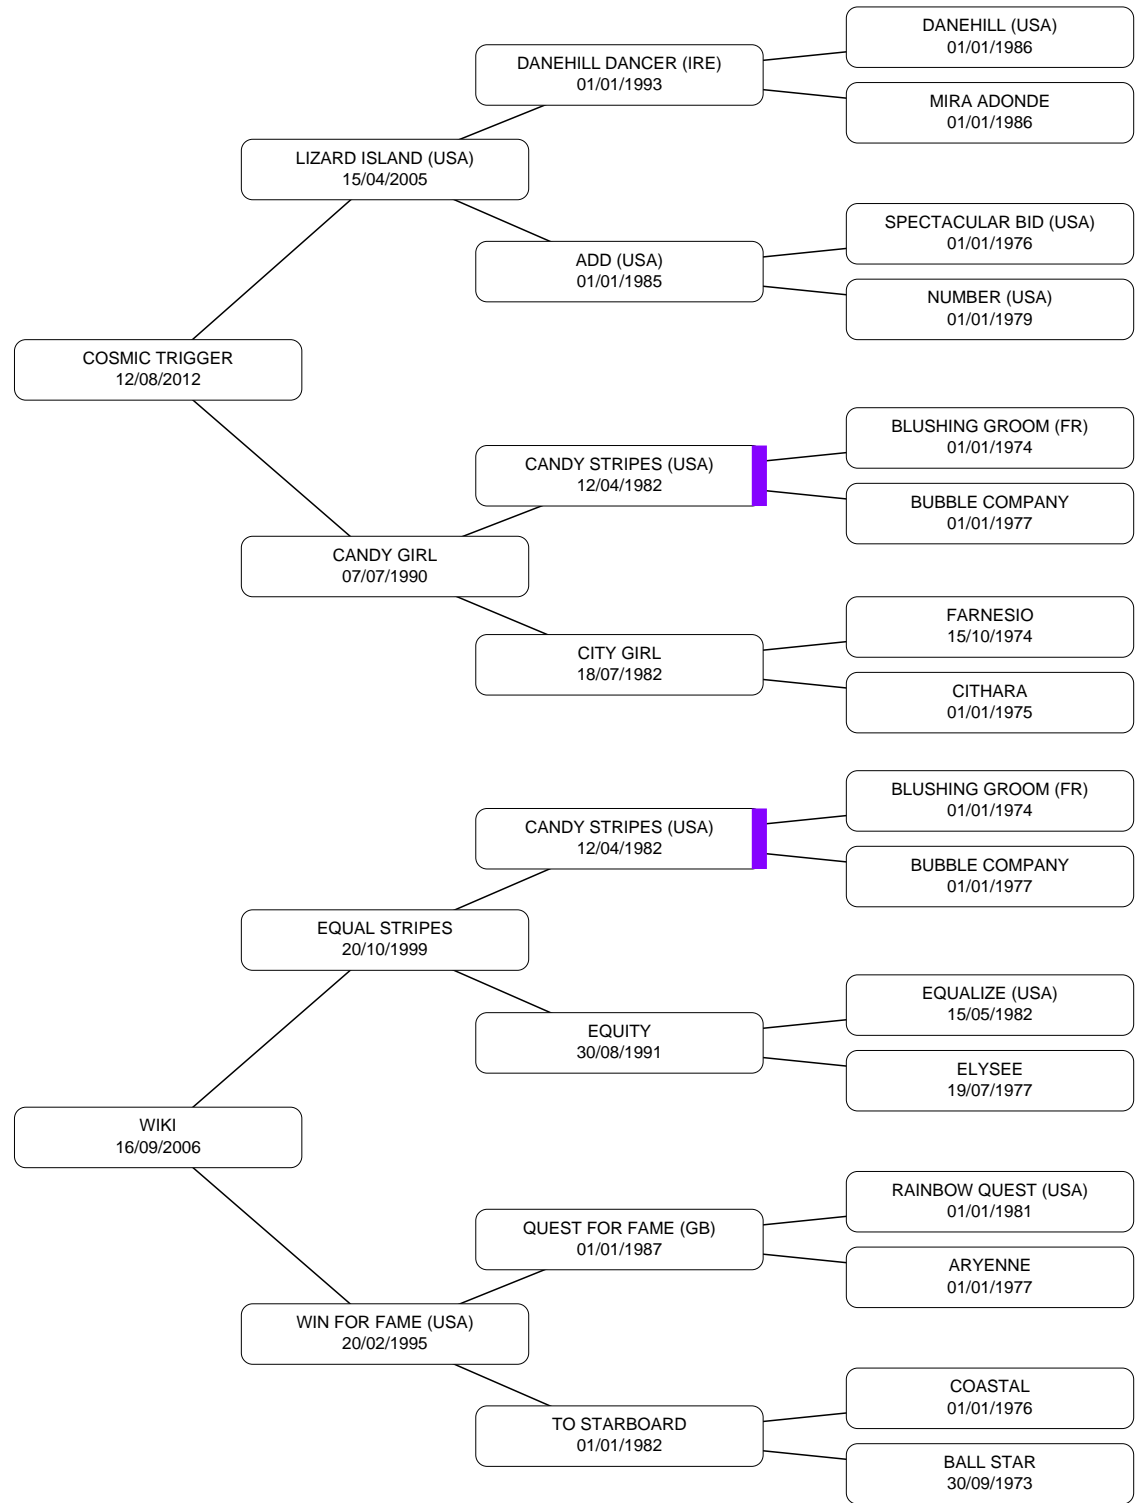 DANEHILL (USA)
01/01/1986
DANEHILL DANCER (IRE)
01/01/1993
MIRA ADONDE
01/01/1986
LIZARD ISLAND (USA)
15/04/2005
SPECTACULAR BID (USA)
01/01/1976
ADD (USA)
01/01/1985
NUMBER (USA)
01/01/1979
COSMIC TRIGGER
12/08/2012
BLUSHING GROOM (FR)
01/01/1974
CANDY STRIPES (USA)
12/04/1982
BUBBLE COMPANY
01/01/1977
CANDY GIRL
07/07/1990
FARNESIO
15/10/1974
CITY GIRL
18/07/1982
CITHARA
01/01/1975
BLUSHING GROOM (FR)
01/01/1974
CANDY STRIPES (USA)
12/04/1982
BUBBLE COMPANY
01/01/1977
EQUAL STRIPES
20/10/1999
EQUALIZE (USA)
15/05/1982
EQUITY
30/08/1991
ELYSEE
19/07/1977
WIKI
16/09/2006
RAINBOW QUEST (USA)
01/01/1981
QUEST FOR FAME (GB)
01/01/1987
ARYENNE
01/01/1977
WIN FOR FAME (USA)
20/02/1995
COASTAL
01/01/1976
TO STARBOARD
01/01/1982
BALL STAR
30/09/1973